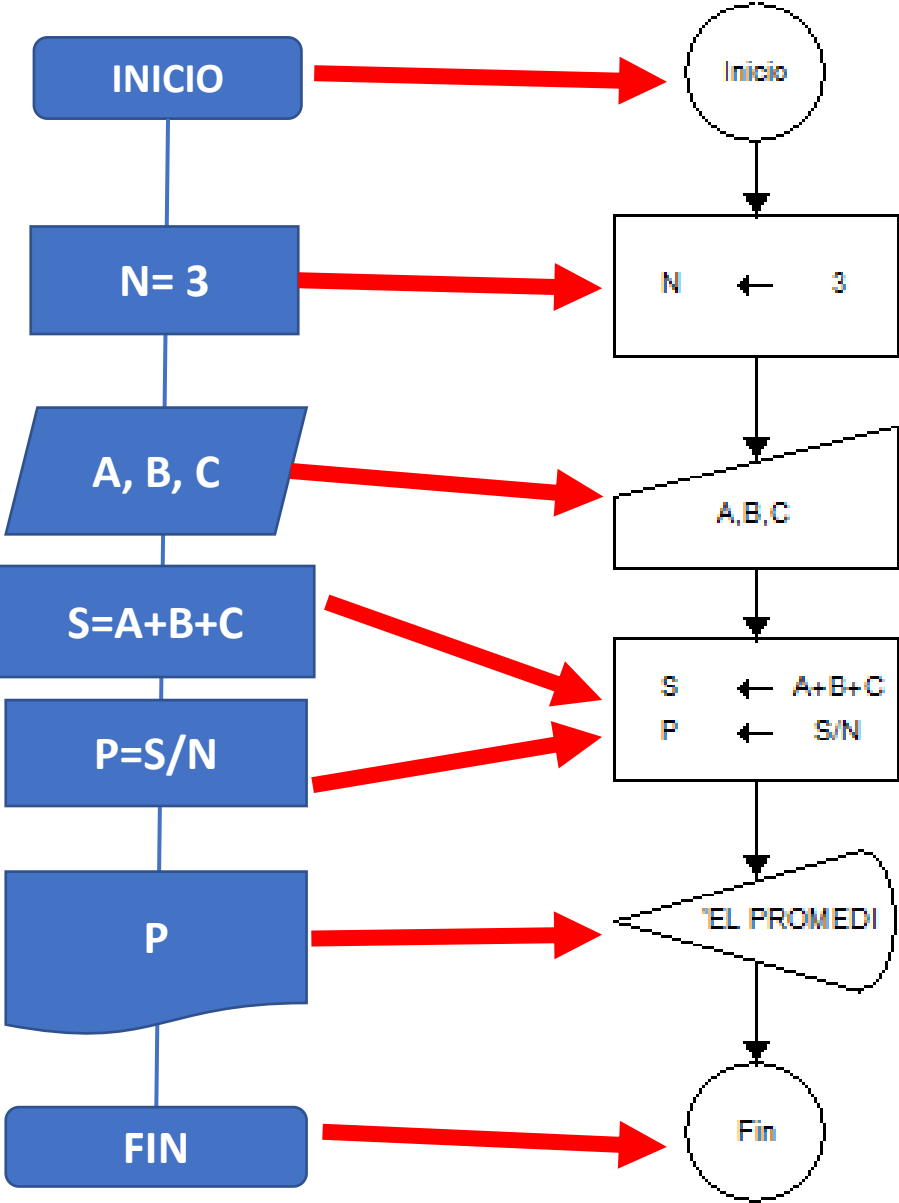 INICIO
Inicio
N= 3
N ← 3
A, B, C
A,B,C
S=A+B+C
S ← A+B+C
P=S/N
P ← S/N
P
"EL PROMEDI
FIN
Fin